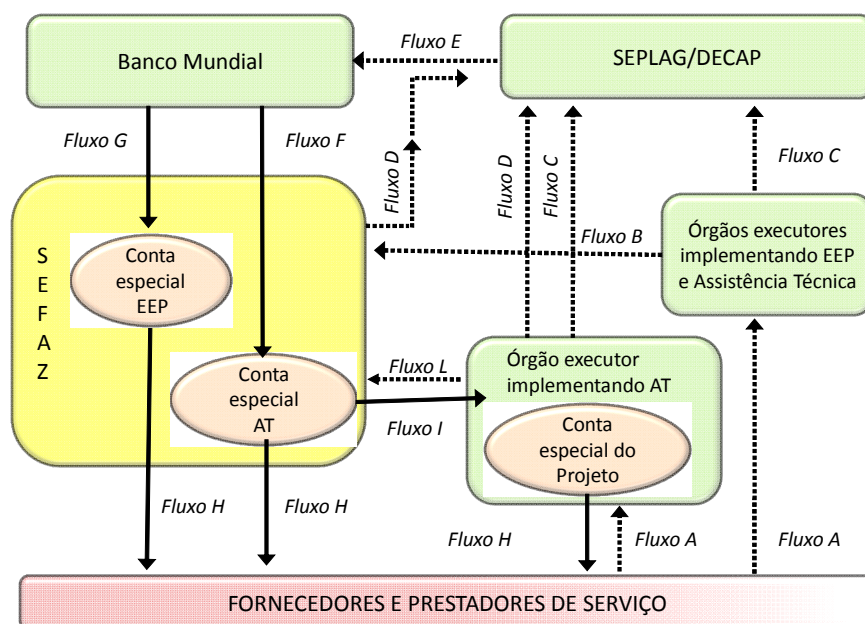 Banco Mundial
Fluxo E
SEPLAG/DECAP
Fluxo G
Fluxo F
Fluxo D
Fluxo D
Fluxo C
Fluxo C
Fluxo B
Órgãos executores
implementando EEP
e Assistência Técnica
S
E
F
A
Z
Conta
especial
EEP
Conta
especial
AT
Fluxo L
Fluxo I
Órgão executor
implementando AT
Conta
especial do
Projeto
Fluxo H
Fluxo H
Fluxo H
Fluxo A
Fluxo A
FORNECEDORES E PRESTADORES DE SERVIÇO